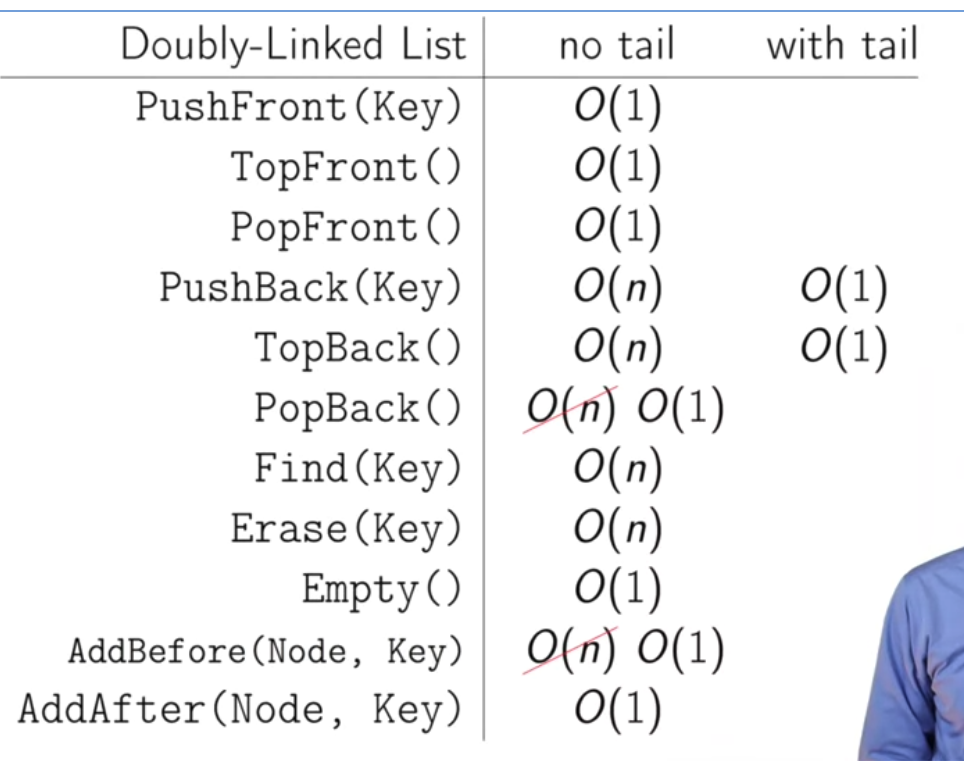 Doubly-Linked List no tail with tail
PushFront(Key) O(1)
TopFront() O(1)
PopFront() O(1)
PushBack(Key) O(n) O(1)
TopBack() O(n) O(1)
PopBack() O(n) O(1)
Find(Key) O(n)
Erase(Key) O(n)
Empty() O(1)
AddBefore(Node, Key) O(n) O(1)
AddAfter(Node, Key) O(1)